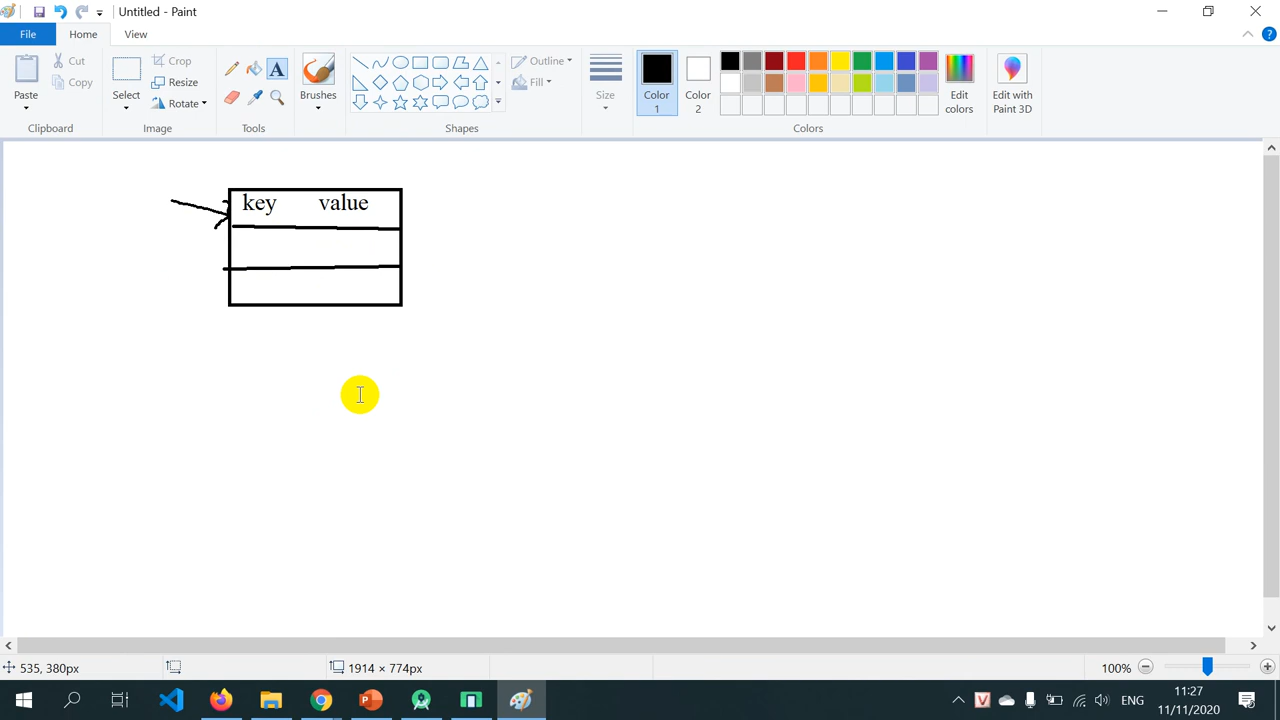 Untitled - Paint
File Home View
Cut
Copy
Paste
Clipboard
Select
Crop
Resize
Rotate
Image
A
Tools
Brushes
Outline
Fill
Shapes
Size
Color 1
Color 2
Edit colors
Edit with Paint 3D
Colors
key value
535, 380px
1914 × 774px
100%
V
ENG
11:27
11/11/2020